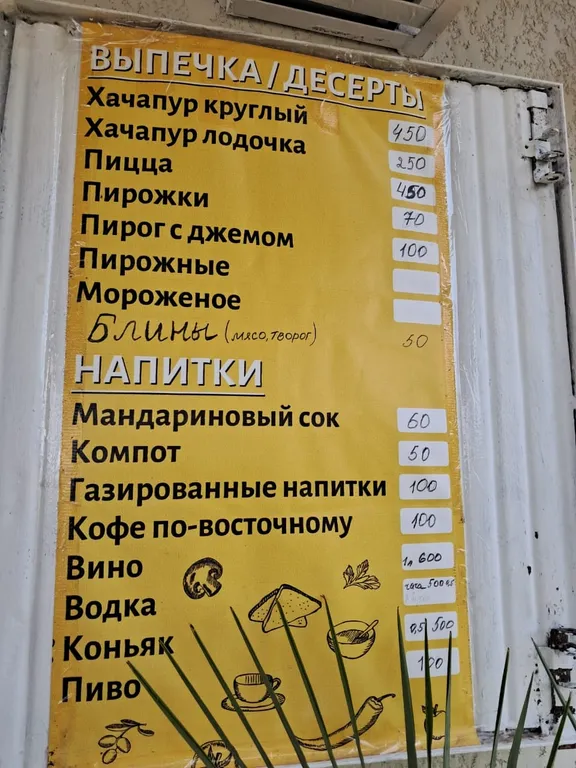 ВЫПЕЧКА / ДЕСЕРТЫ
Хачапур круглый 450
Хачапур лодочка 250
Пицца 450
Пирожки 70
Пирог с джемом 100
Пирожные
Мороженое
Блины (мясо, творог) 50
НАПИТКИ
Мандариновый сок 60
Компот 50
Газированные напитки 100
Кофе по-восточному 100
Вино 1л 600
Водка чача 500
Коньяк 0,5 500
Пиво 100